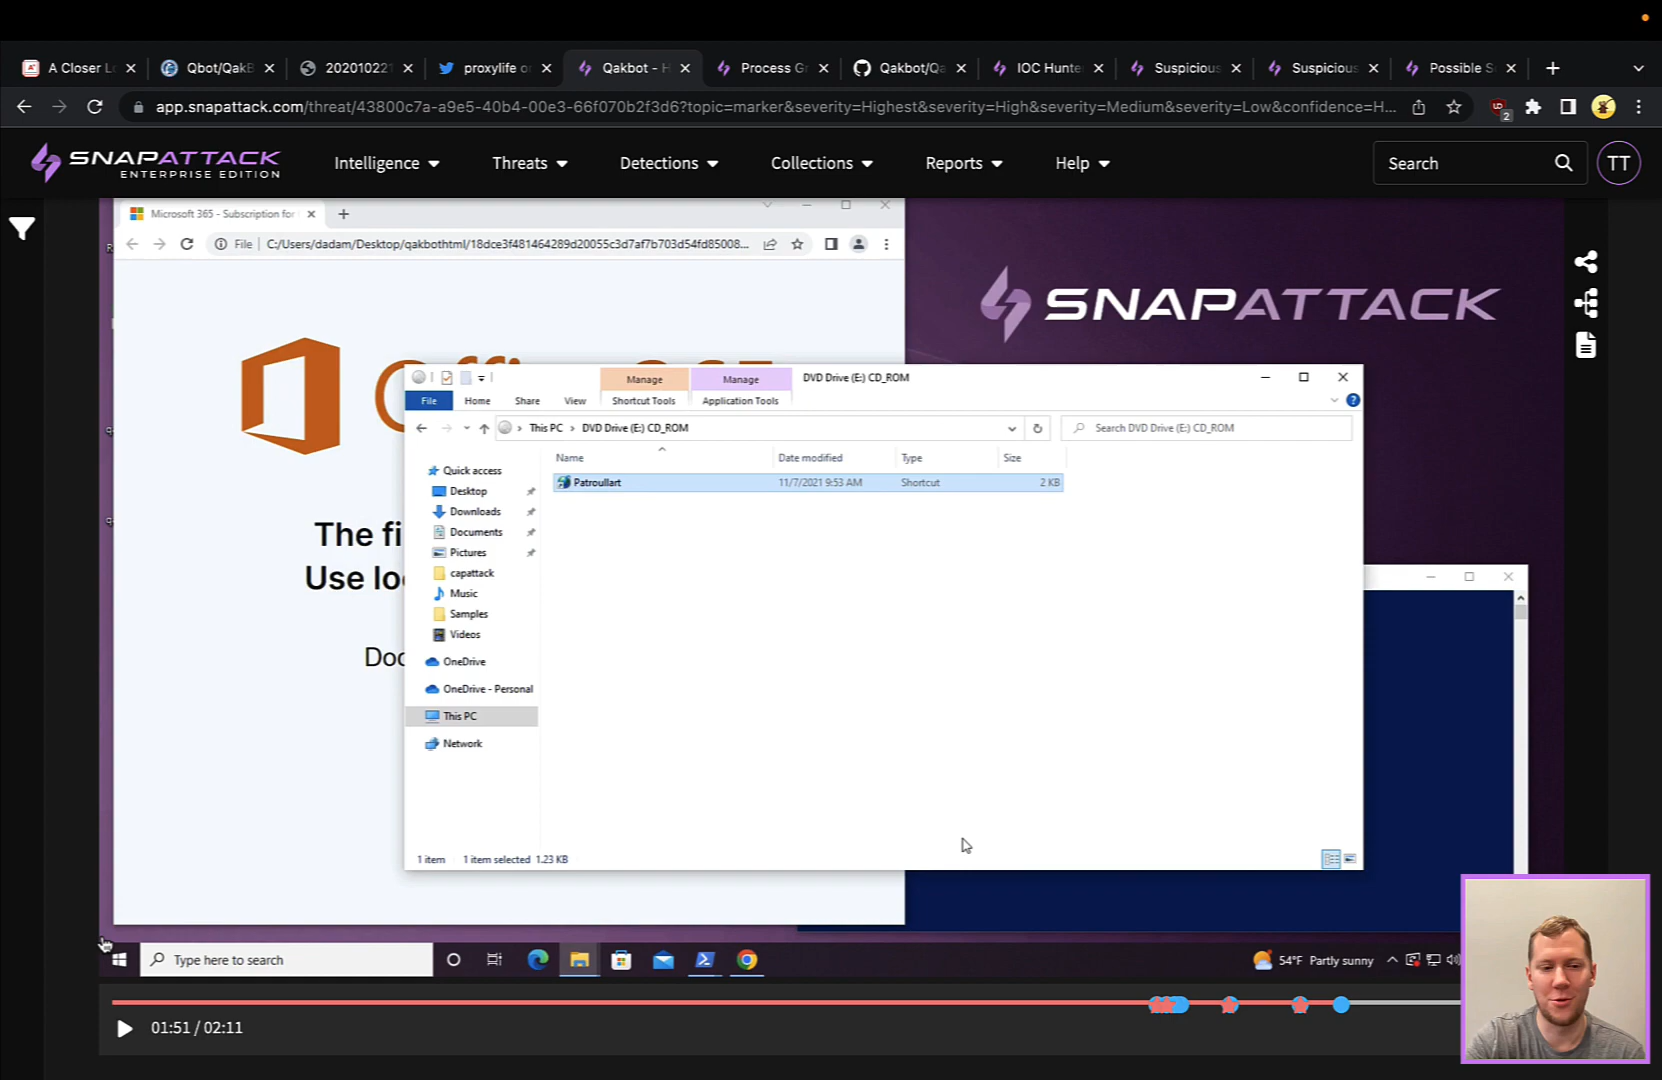 A Closer L
Qbot/QakB
20201022
proxylife o
Qakbot - H
Process Gr
Qakbot/Qa
IOC Hunte
Suspicious
Suspicious
Possible S
app.snapattack.com/threat/43800c7a-a9e5-40b4-00e3-66f070b2f3d6?topic=marker&severity=Highest&severity=High&severity=Medium&severity=Low&confidence=H...
2
SNAPATTACK
ENTERPRISE EDITION
Intelligence
Threats
Detections
Collections
Reports
Help
Search
TT
Microsoft 365 - Subscription for
File
C:/Users/dadam/Desktop/qakbothtml/18dce3f481464289d20055c3d7af7b703d54fd85008...
SNAPATTACK
Manage
Manage
DVD Drive (E:) CD_ROM
File
Home
Share
View
Shortcut Tools
Application Tools
This PC
DVD Drive (E:) CD_ROM
Search DVD Drive (E:) CD_ROM
Name
Date modified
Type
Size
Patroullart
11/7/2021 9:53 AM
Shortcut
2 KB
Quick access
Desktop
Downloads
Documents
Pictures
capattack
Music
Samples
Videos
OneDrive
OneDrive - Personal
This PC
Network
The fi
Use lo
Doc
1 item
1 item selected 1.23 KB
Type here to search
54°F Partly sunny
01:51 / 02:11